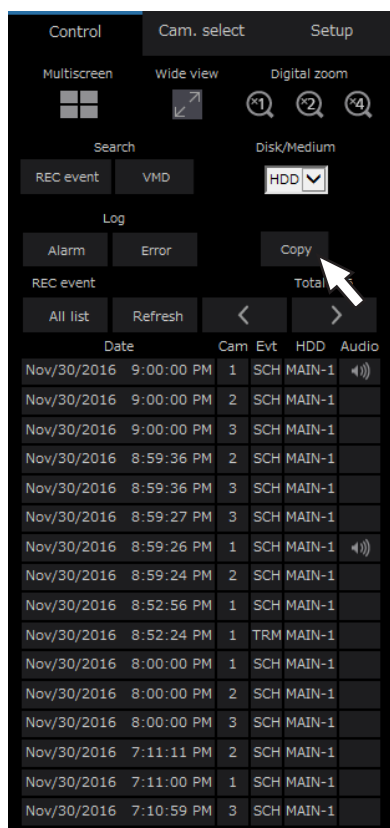 Control Cam. select Setup
Multiscreen Wide view Digital zoom
×1 ×2 ×4
Search Disk/Medium
REC event VMD HDD
Log
Alarm Error Copy
REC event Total
All list Refresh < >
Date Cam Evt HDD Audio
Nov/30/2016 9:00:00 PM 1 SCH MAIN-1
Nov/30/2016 9:00:00 PM 2 SCH MAIN-1
Nov/30/2016 9:00:00 PM 3 SCH MAIN-1
Nov/30/2016 8:59:36 PM 2 SCH MAIN-1
Nov/30/2016 8:59:36 PM 3 SCH MAIN-1
Nov/30/2016 8:59:27 PM 3 SCH MAIN-1
Nov/30/2016 8:59:26 PM 1 SCH MAIN-1
Nov/30/2016 8:59:24 PM 2 SCH MAIN-1
Nov/30/2016 8:52:56 PM 1 SCH MAIN-1
Nov/30/2016 8:52:24 PM 1 TRM MAIN-1
Nov/30/2016 8:00:00 PM 1 SCH MAIN-1
Nov/30/2016 8:00:00 PM 2 SCH MAIN-1
Nov/30/2016 8:00:00 PM 3 SCH MAIN-1
Nov/30/2016 7:11:11 PM 2 SCH MAIN-1
Nov/30/2016 7:11:00 PM 1 SCH MAIN-1
Nov/30/2016 7:10:59 PM 3 SCH MAIN-1